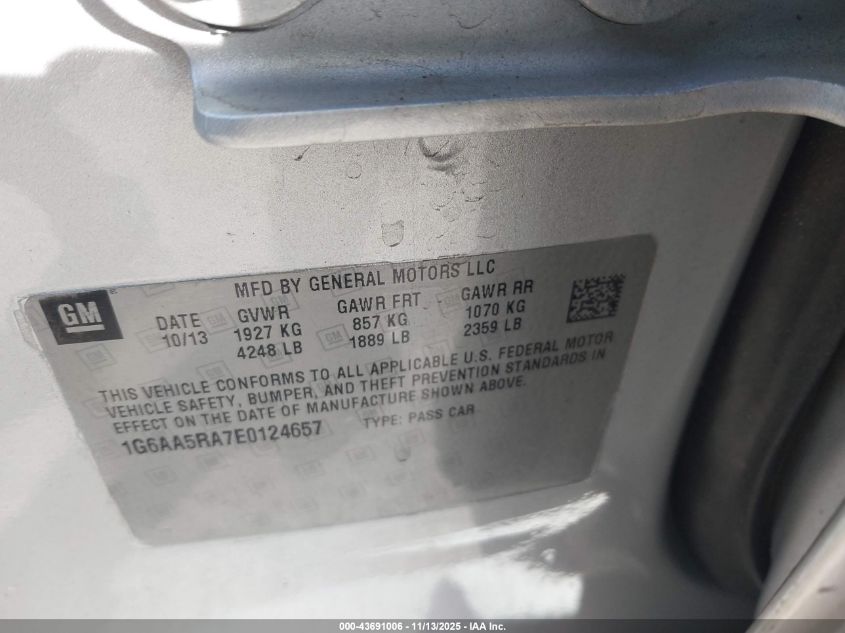 MFD BY GENERAL MOTORS LLC
GM
DATE GVWR GAWR FRT GAWR RR
10/13 1927 KG 857 KG 1070 KG
4248 LB 1889 LB 2359 LB
THIS VEHICLE CONFORMS TO ALL APPLICABLE U.S. FEDERAL MOTOR
VEHICLE SAFETY, BUMPER, AND THEFT PREVENTION STANDARDS IN
EFFECT ON THE DATE OF MANUFACTURE SHOWN ABOVE.
1G6AA5RA7E0124657 TYPE: PASS CAR
000-43691006 - 11/13/2025 - IAA Inc.